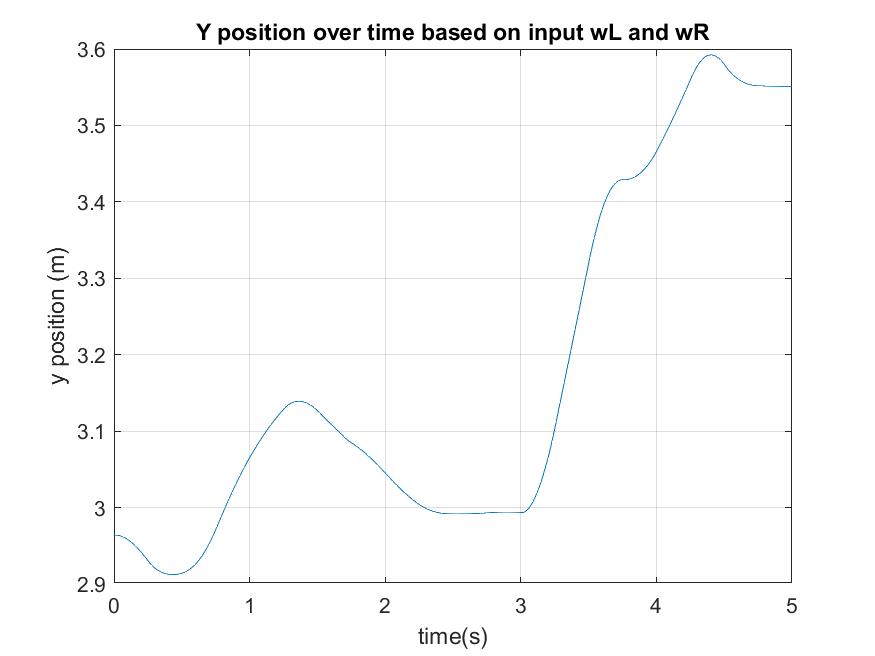 Y position over time based on input wL and wR
3.6
3.5
3.4
3.3
3.2
3.1
3
2.9
y position (m)
0 1 2 3 4 5
time(s)